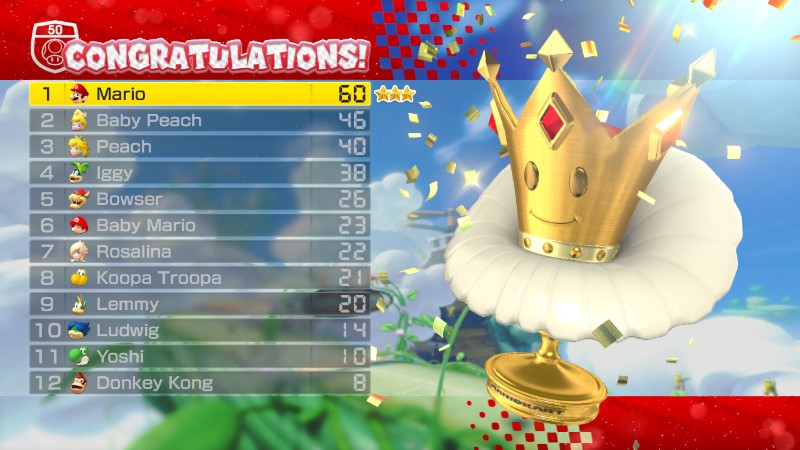 50
CONGRATULATIONS!
1 Mario 60
2 Baby Peach 46
3 Peach 40
4 Iggy 38
5 Bowser 26
6 Baby Mario 23
7 Rosalina 22
8 Koopa Troopa 21
9 Lemmy 20
10 Ludwig 14
11 Yoshi 10
12 Donkey Kong 8
MARIOKART